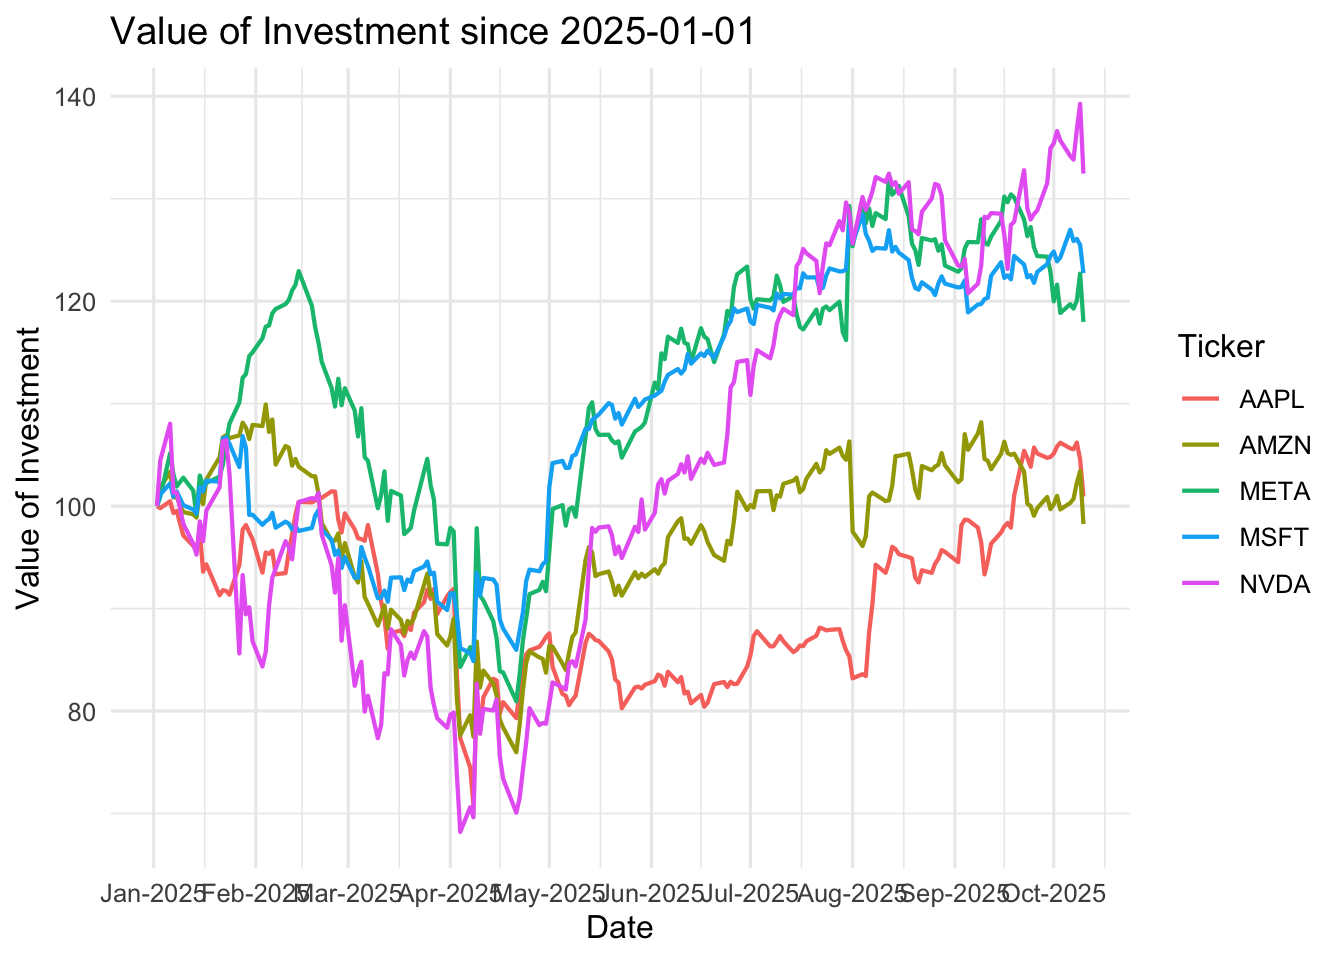 Value of Investment since 2025-01-01
Value of Investment
140
120
100
80
Jan-2025 Feb-2025 Mar-2025 Apr-2025 May-2025 Jun-2025 Jul-2025 Aug-2025 Sep-2025 Oct-2025
Date
Ticker
AAPL
AMZN
META
MSFT
NVDA